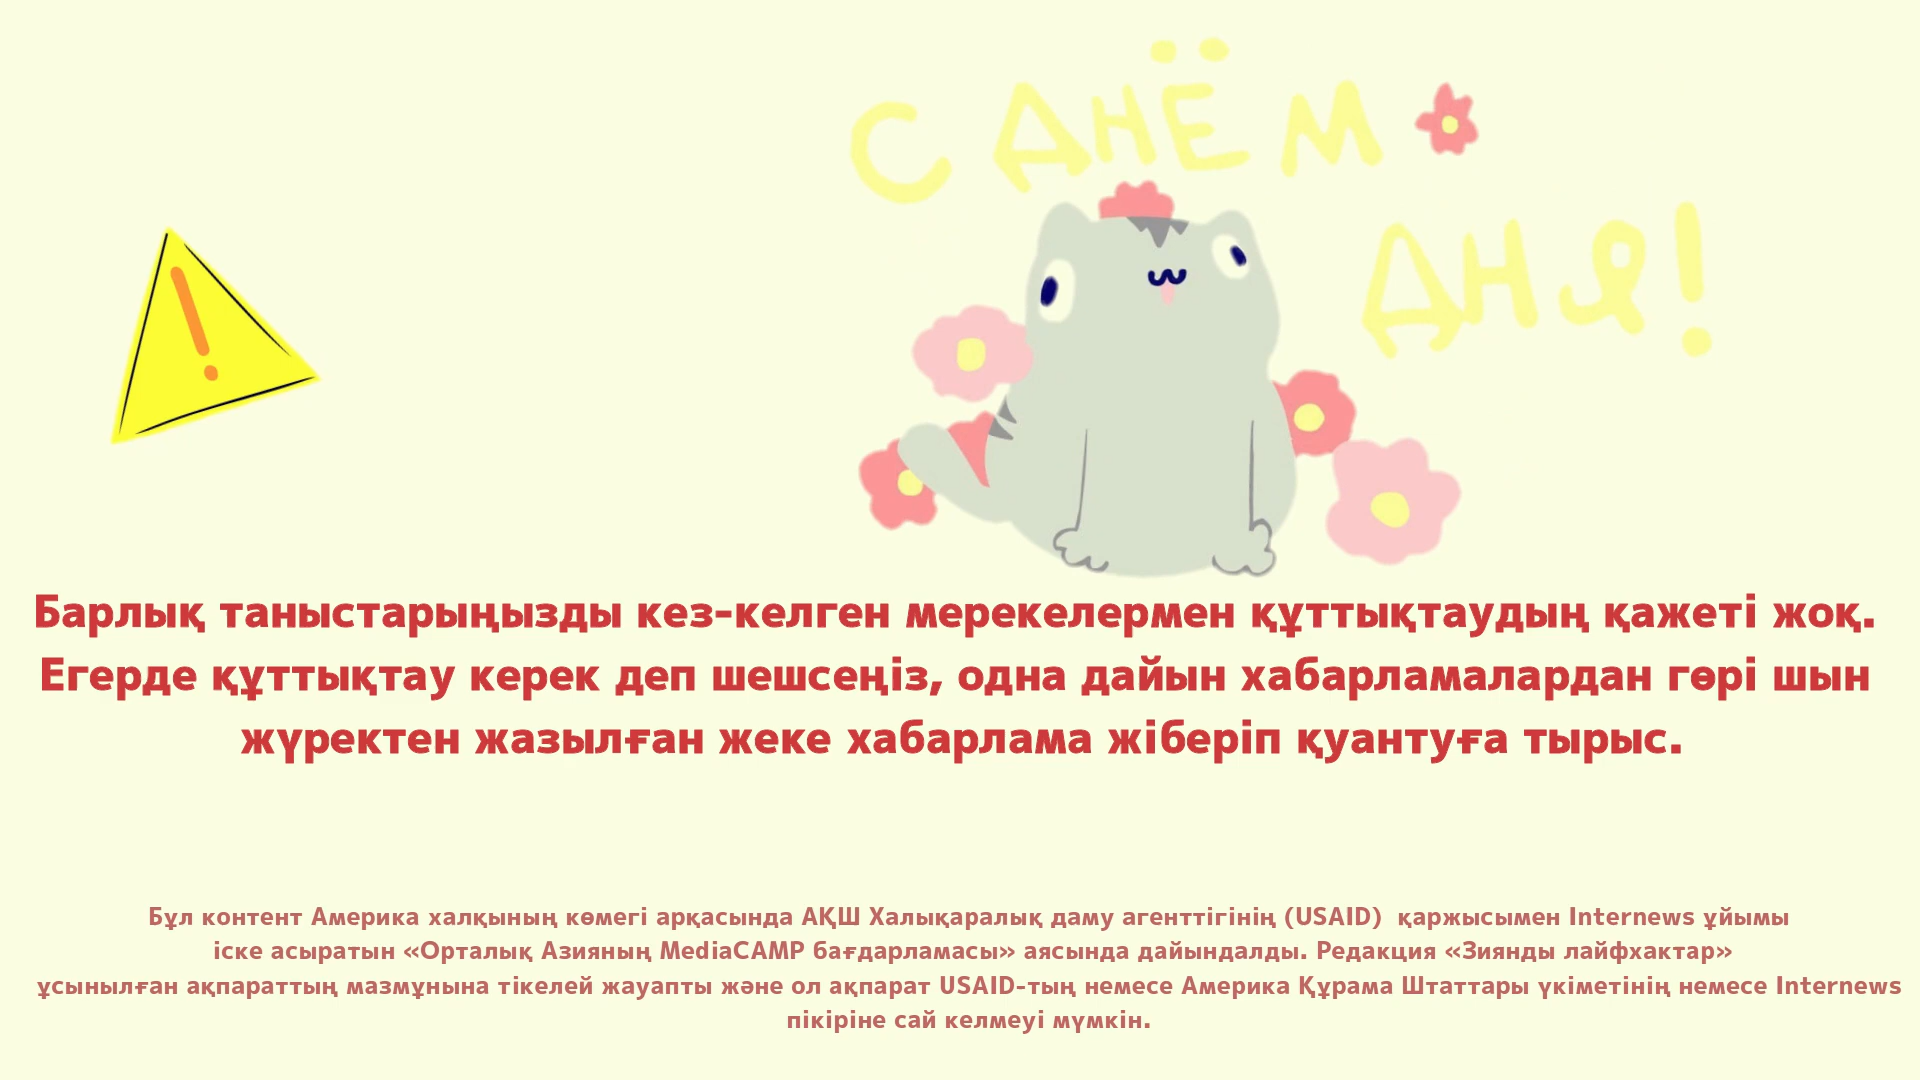 С ДНЁМ
ДНЯ!
!
Барлық таныстарыңызды кез-келген мерекелермен құттықтаудың қажеті жоқ.
Егерде құттықтау керек деп шешсеңіз, одна дайын хабарламалардан гөрі шын
жүректен жазылған жеке хабарлама жіберіп қуантуға тырыс.
Бұл контент Америка халқының көмегі арқасында АҚШ Халықаралық даму агенттігінің (USAID) қаржысымен Internews ұйымы
іске асыратын «Орталық Азияның MediaCAMP бағдарламасы» аясында дайындалды. Редакция «Зиянды лайфхактар»
ұсынылған ақпараттың мазмұнына тікелей жауапты және ол ақпарат USAID-тың немесе Америка Құрама Штаттары үкіметінің немесе Internews
пікіріне сай келмеуі мүмкін.